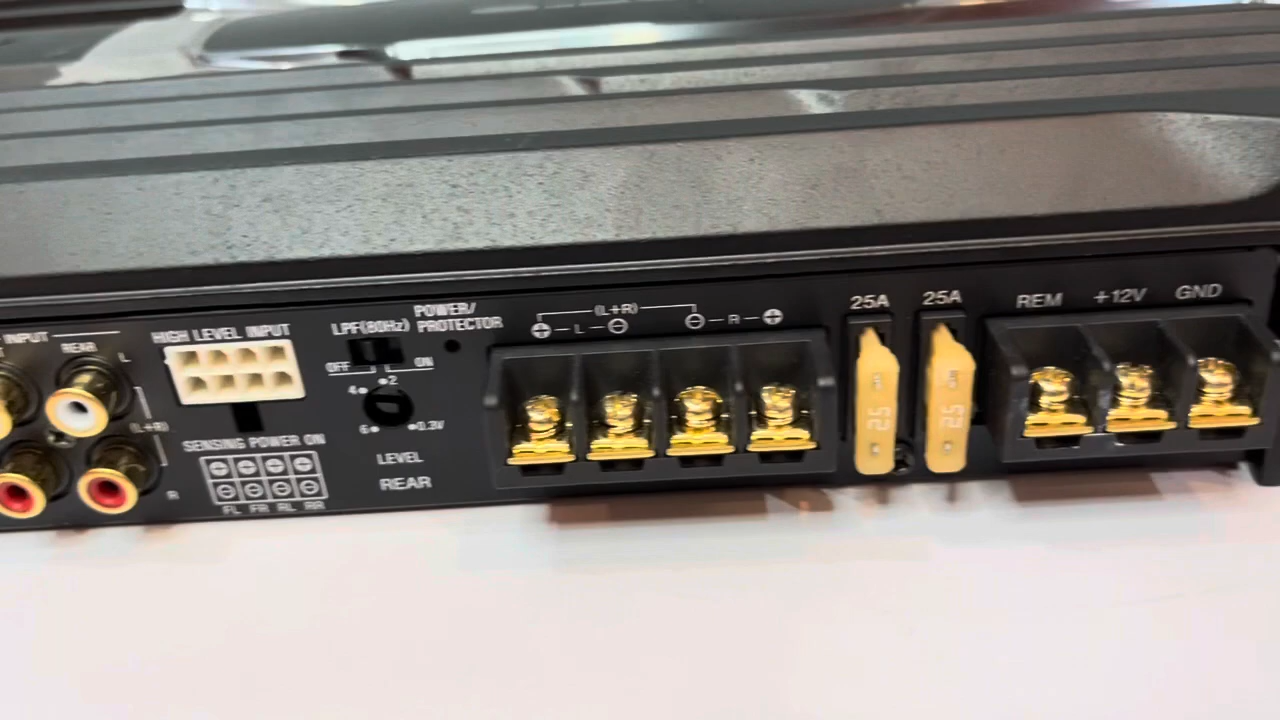 INPUT
REAR
L
(L+R)
R
HIGH LEVEL INPUT
SENSING POWER ON
FL FR RL RR
LPF(80Hz)
OFF ON
4 2
6 0.3V
LEVEL
REAR
POWER/
PROTECTOR
(L+R)
⊕ L ⊖ ⊖ R ⊕
25A 25A
25 25
REM +12V GND